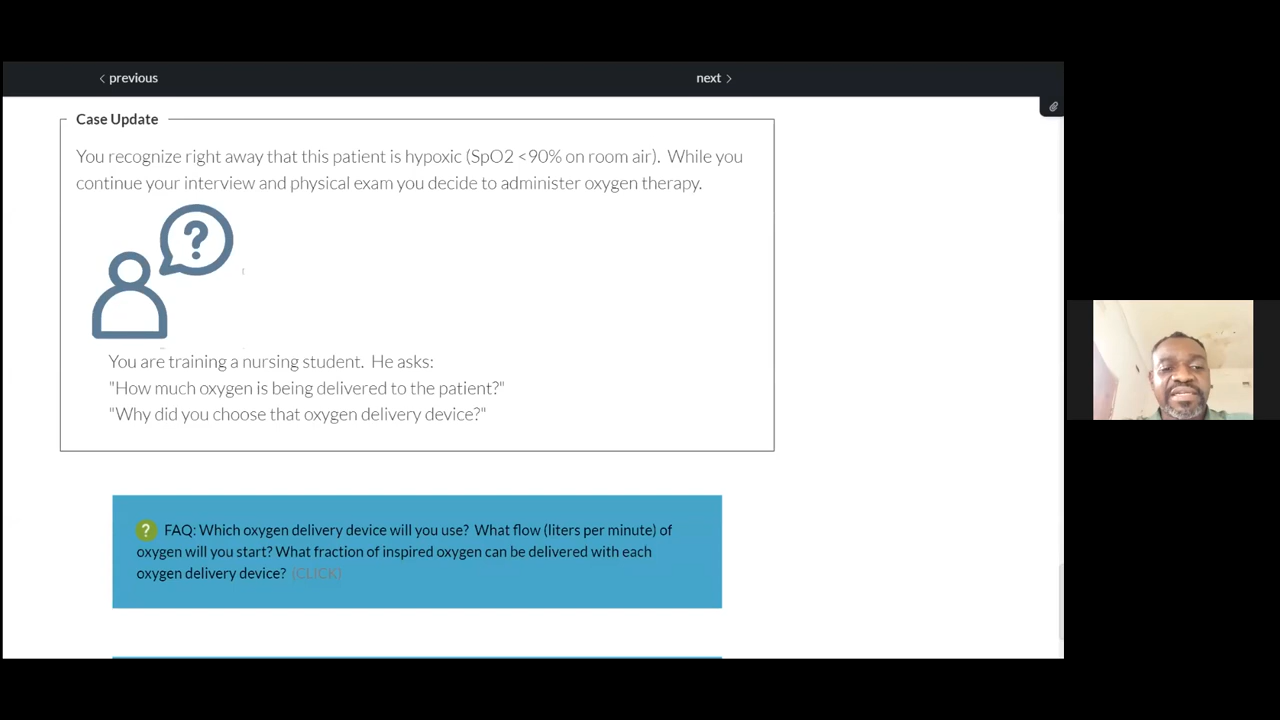 < previous
next >
Case Update
You recognize right away that this patient is hypoxic (SpO2 <90% on room air). While you
continue your interview and physical exam you decide to administer oxygen therapy.
?
You are training a nursing student. He asks:
"How much oxygen is being delivered to the patient?"
"Why did you choose that oxygen delivery device?"
? FAQ: Which oxygen delivery device will you use? What flow (liters per minute) of
oxygen will you start? What fraction of inspired oxygen can be delivered with each
oxygen delivery device? (CLICK)